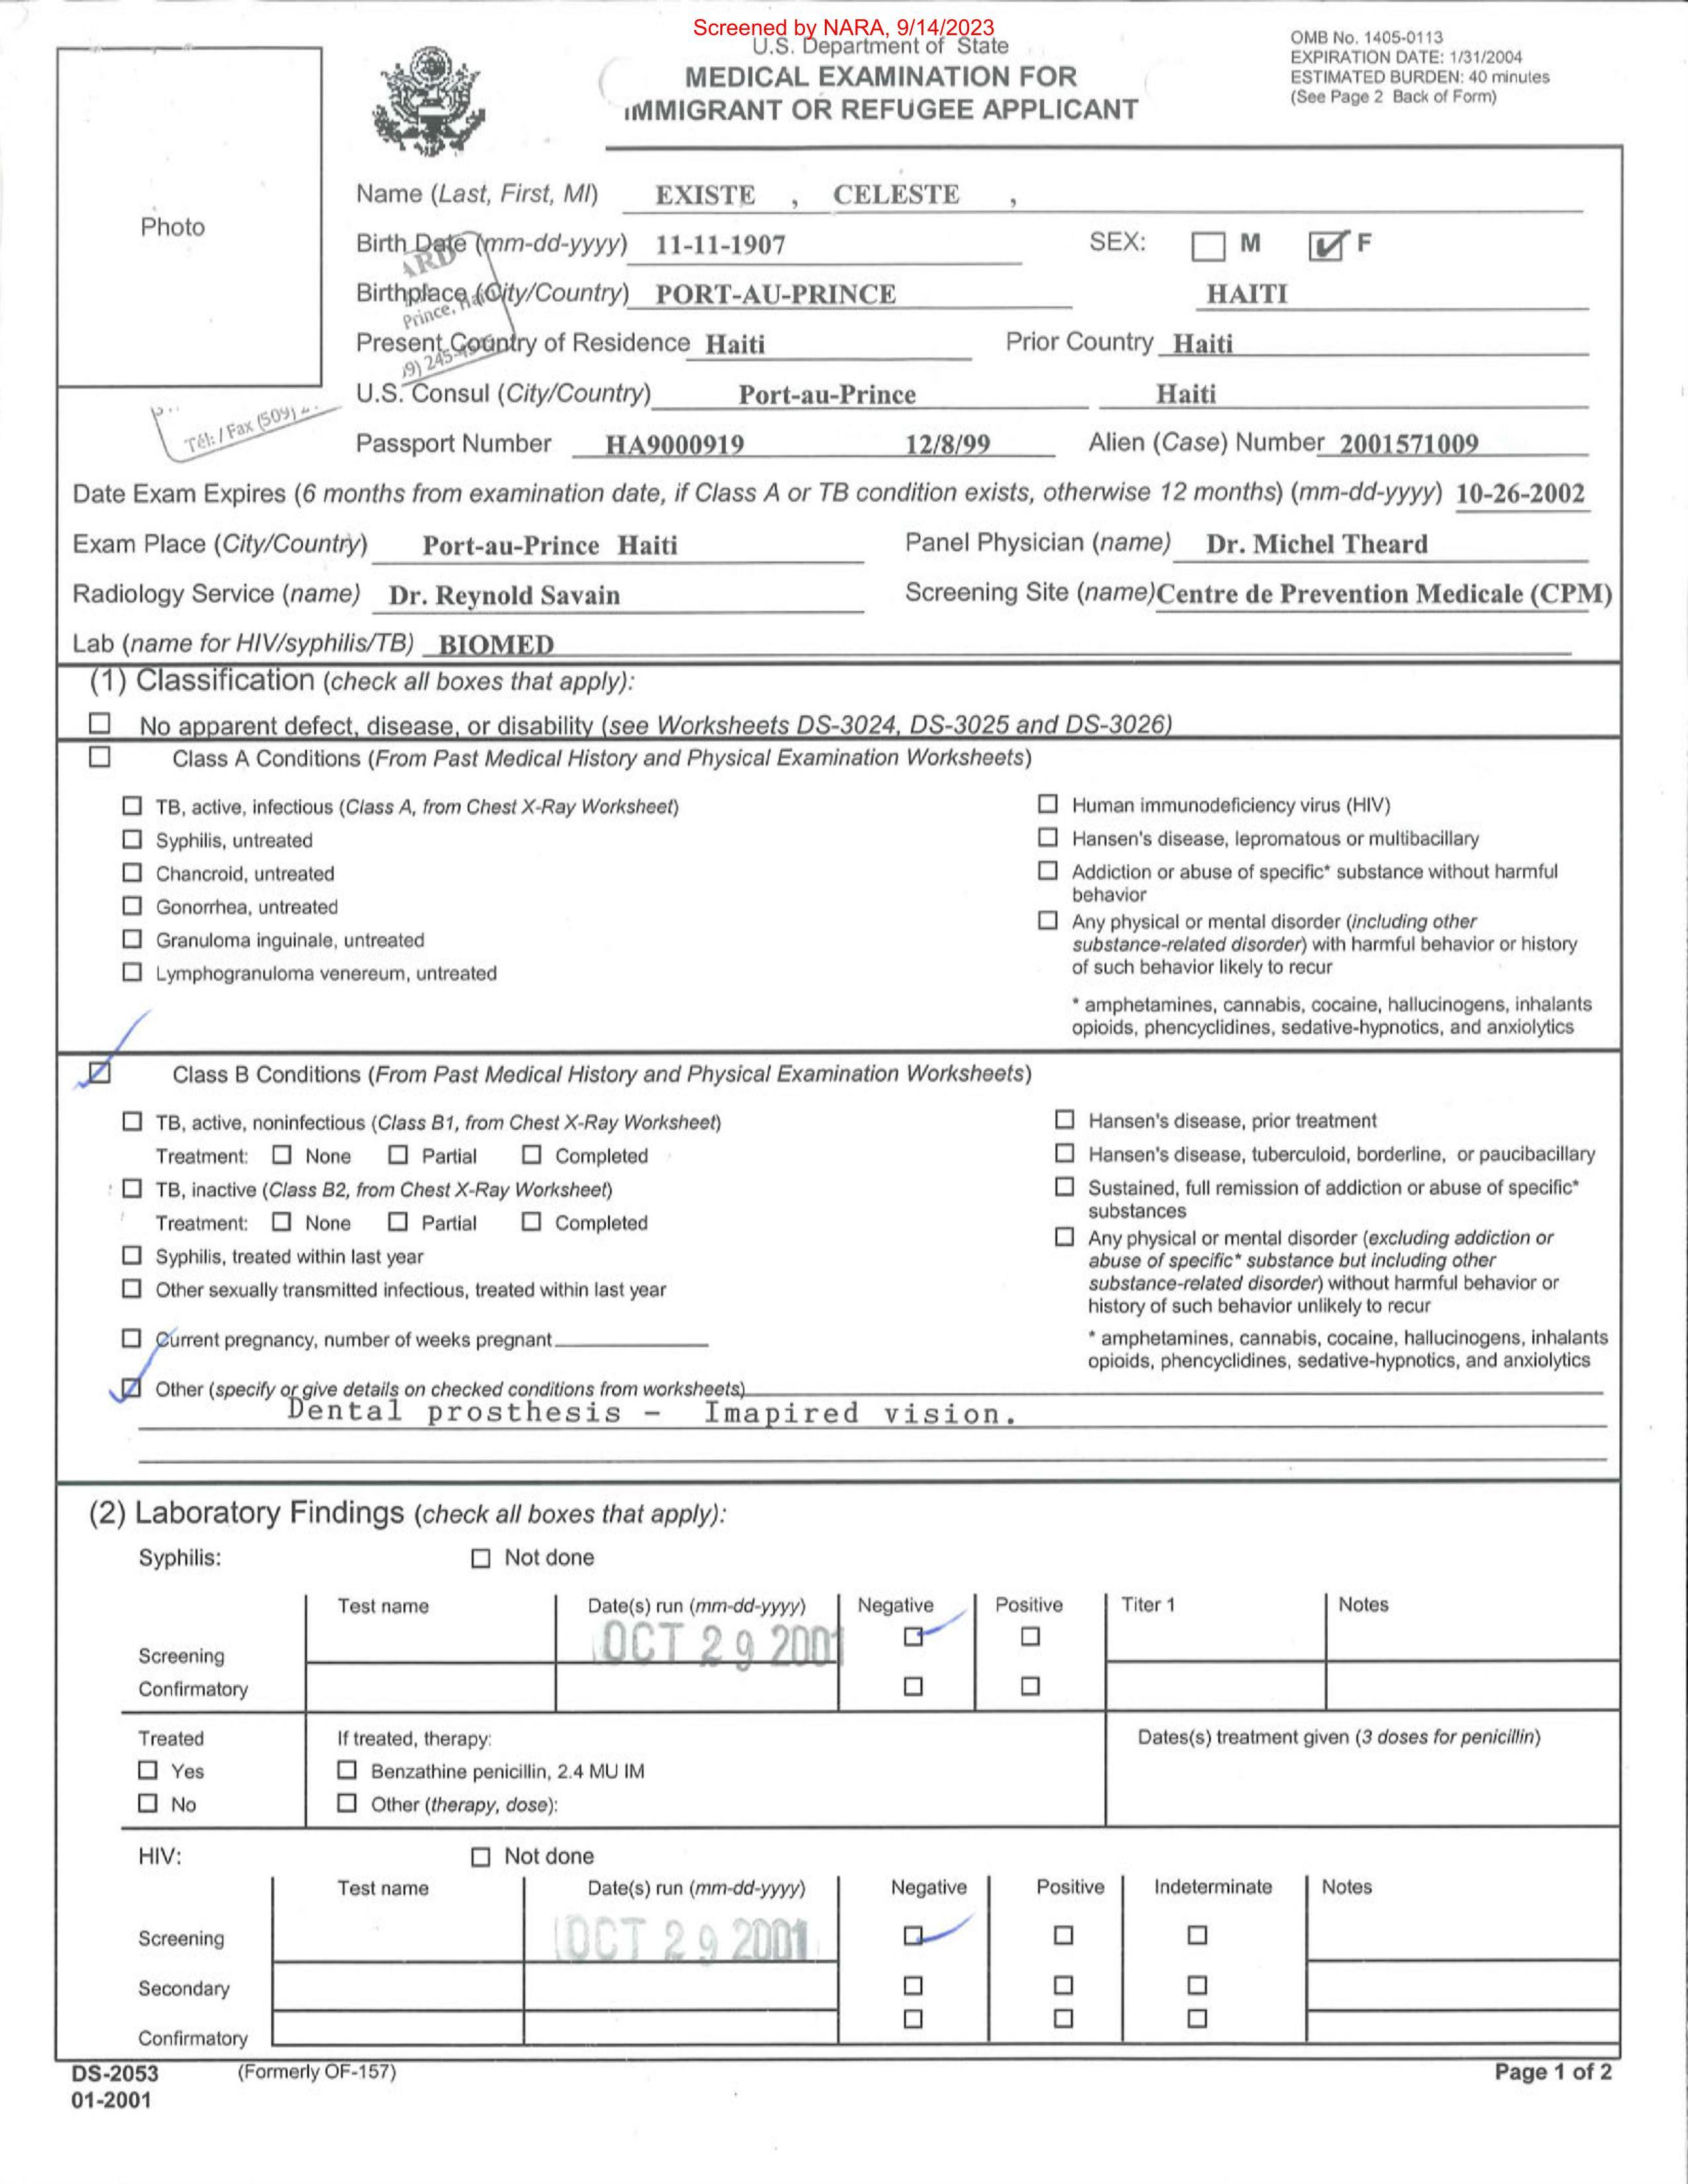 Screened by NARA, 9/14/2023
U.S. Department of State
MEDICAL EXAMINATION FOR
IMMIGRANT OR REFUGEE APPLICANT
OMB No. 1405-0113
EXPIRATION DATE: 1/31/2004
ESTIMATED BURDEN: 40 minutes
(See Page 2 Back of Form)
Photo
Name (Last, First, MI) EXISTE , CELESTE ,
Birth Date (mm-dd-yyyy) 11-11-1907 SEX: M F
Birthplace (City/Country) PORT-AU-PRINCE HAITI
Prince,
Present Country of Residence Haiti Prior Country Haiti
U.S. Consul (City/Country) Port-au-Prince Haiti
Tél: / Fax (509)
Passport Number HA9000919 12/8/99 Alien (Case) Number 2001571009
Date Exam Expires (6 months from examination date, if Class A or TB condition exists, otherwise 12 months) (mm-dd-yyyy) 10-26-2002
Exam Place (City/Country) Port-au-Prince Haiti Panel Physician (name) Dr. Michel Theard
Radiology Service (name) Dr. Reynold Savain Screening Site (name) Centre de Prevention Medicale (CPM)
Lab (name for HIV/syphilis/TB) BIOMED
(1) Classification (check all boxes that apply):
No apparent defect, disease, or disability (see Worksheets DS-3024, DS-3025 and DS-3026)
Class A Conditions (From Past Medical History and Physical Examination Worksheets)
TB, active, infectious (Class A, from Chest X-Ray Worksheet)
Syphilis, untreated
Chancroid, untreated
Gonorrhea, untreated
Granuloma inguinale, untreated
Lymphogranuloma venereum, untreated
Human immunodeficiency virus (HIV)
Hansen's disease, lepromatous or multibacillary
Addiction or abuse of specific* substance without harmful
behavior
Any physical or mental disorder (including other
substance-related disorder) with harmful behavior or history
of such behavior likely to recur
* amphetamines, cannabis, cocaine, hallucinogens, inhalants
opioids, phencyclidines, sedative-hypnotics, and anxiolytics
Class B Conditions (From Past Medical History and Physical Examination Worksheets)
TB, active, noninfectious (Class B1, from Chest X-Ray Worksheet)
Treatment: None Partial Completed
TB, inactive (Class B2, from Chest X-Ray Worksheet)
Treatment: None Partial Completed
Syphilis, treated within last year
Other sexually transmitted infectious, treated within last year
Current pregnancy, number of weeks pregnant
Hansen's disease, prior treatment
Hansen's disease, tuberculoid, borderline, or paucibacillary
Sustained, full remission of addiction or abuse of specific*
substances
Any physical or mental disorder (excluding addiction or
abuse of specific* substance but including other
substance-related disorder) without harmful behavior or
history of such behavior unlikely to recur
* amphetamines, cannabis, cocaine, hallucinogens, inhalants
opioids, phencyclidines, sedative-hypnotics, and anxiolytics
Other (specify or give details on checked conditions from worksheets)
Dental prosthesis - Imapired vision.
(2) Laboratory Findings (check all boxes that apply):
Syphilis: Not done
Test name Date(s) run (mm-dd-yyyy) Negative Positive Titer 1 Notes
Screening OCT 29 2001
Confirmatory
Treated If treated, therapy: Dates(s) treatment given (3 doses for penicillin)
Yes Benzathine penicillin, 2.4 MU IM
No Other (therapy, dose):
HIV: Not done
Test name Date(s) run (mm-dd-yyyy) Negative Positive Indeterminate Notes
Screening OCT 29 2001
Secondary
Confirmatory
DS-2053 (Formerly OF-157) Page 1 of 2
01-2001